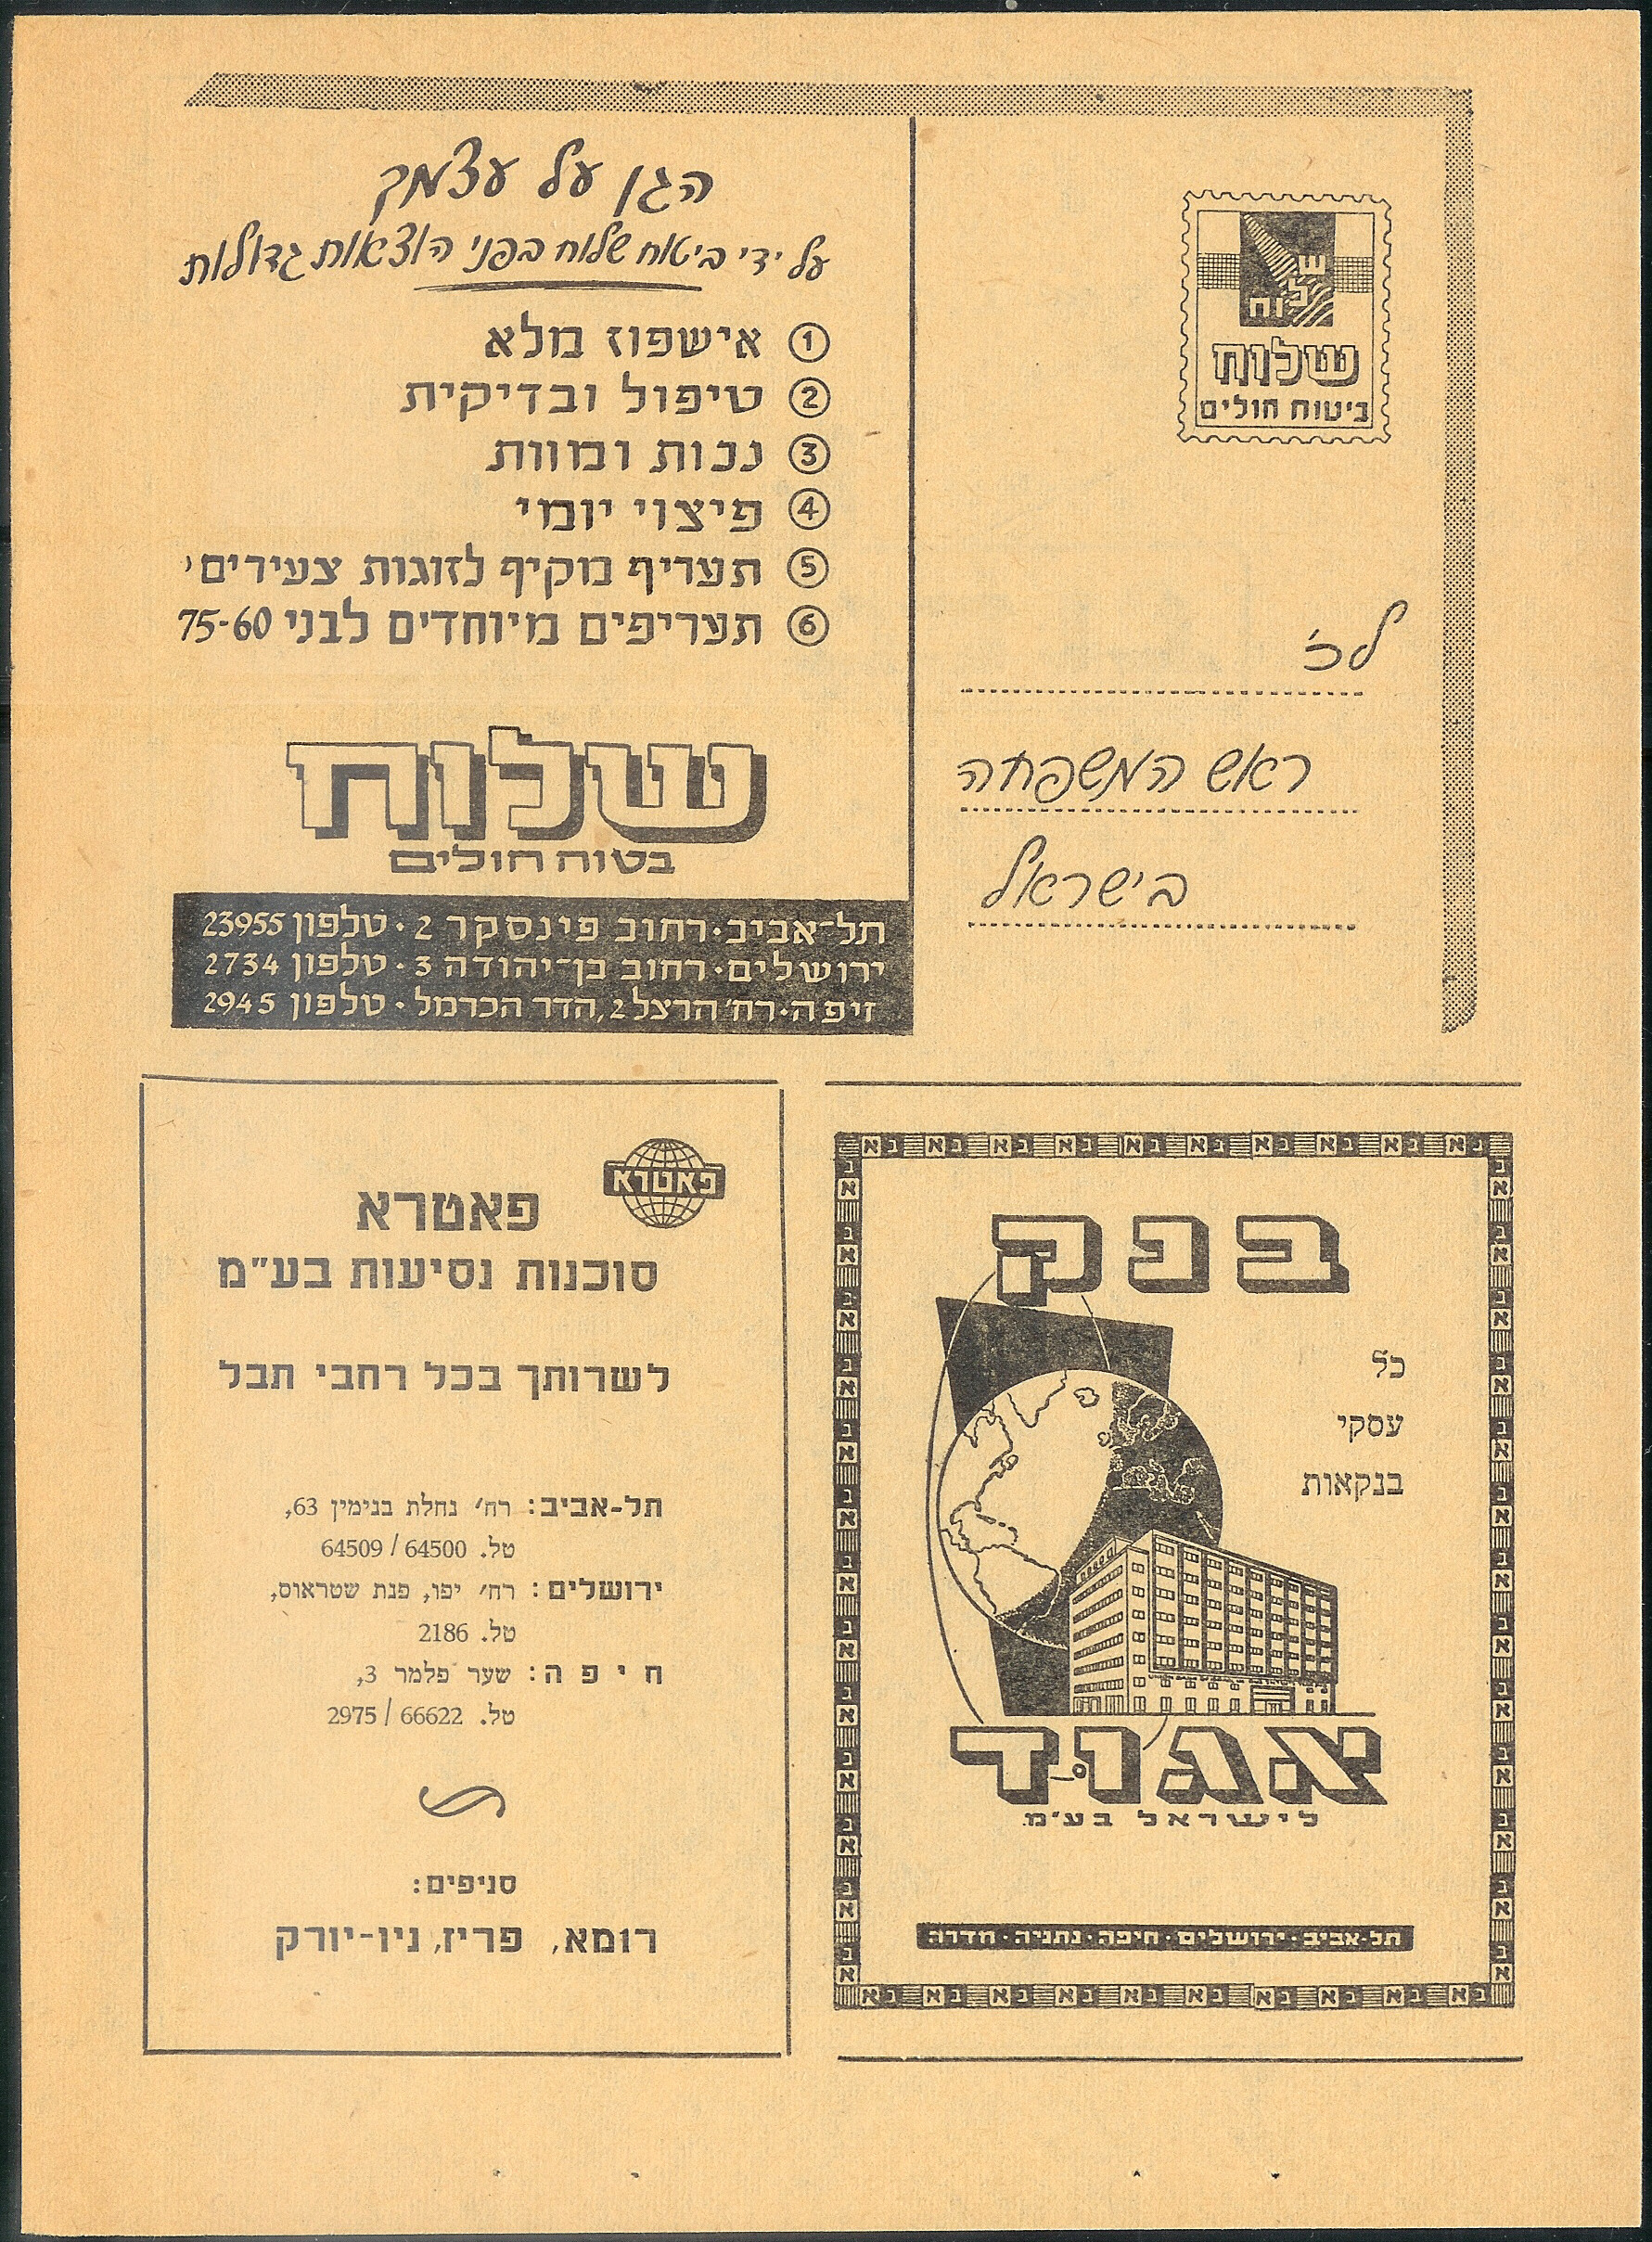 ש
לוח
שלוח
ביטוח חולים
לכ'
ראש המשפחה
בישראל
הגן על עצמך
על ידי ביטוח שלוח בפני הוצאות גדולות
① אישפוז מלא
② טיפול ובדיקית
③ נכות ומוות
④ פיצוי יומי
⑤ תעריף מקיף לזוגות צעירים'
⑥ תעריפים מיוחדים לבני 75-60
שלוח
בטוח חולים
תל-אביב • רחוב פינסקר 2 • טלפון 23955
ירושלים • רחוב בן-יהודה 3 • טלפון 2734
חיפה • רח' הרצל 2, הדר הכרמל • טלפון 2945
בנק
כל
עסקי
בנקאות
אגוד
לישראל בע"מ
תל-אביב • ירושלים • חיפה • נתניה • חדרה
פאטרא
פאטרא
סוכנות נסיעות בע"מ
לשרותך בכל רחבי תבל
תל-אביב: רח' נחלת בנימין 63,
טל. 64500 / 64509
ירושלים: רח' יפו, פנת שטראוס,
טל. 2186
חיפה: שער פלמר 3,
טל. 66622 / 2975
סניפים:
רומא, פריז, ניו-יורק